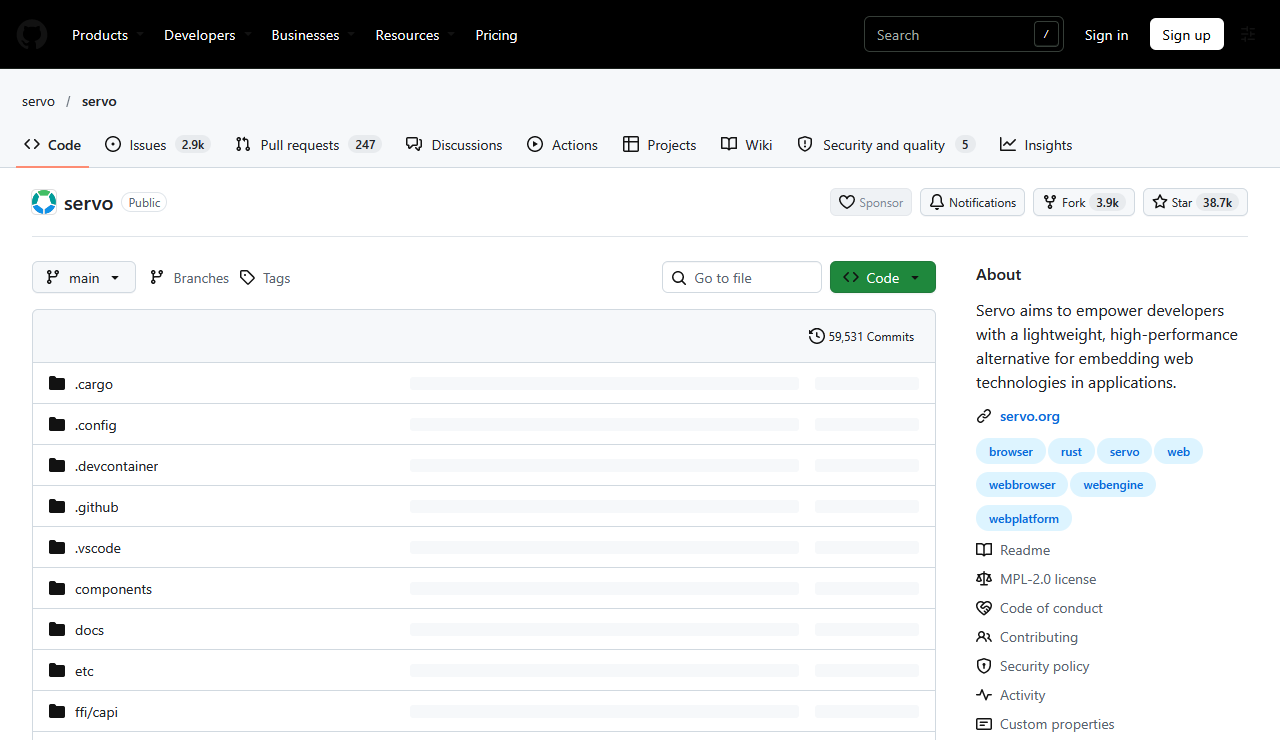 Products Developers Businesses Resources Pricing Search / Sign in Sign up
servo / servo
Code Issues 2.9k Pull requests 247 Discussions Actions Projects Wiki Security and quality 5 Insights
servo Public Sponsor Notifications Fork 3.9k Star 38.7k
main Branches Tags Go to file Code
59,531 Commits
.cargo
.config
.devcontainer
.github
.vscode
components
docs
etc
ffi/capi
About
Servo aims to empower developers
with a lightweight, high-performance
alternative for embedding web
technologies in applications.
servo.org
browser rust servo web
webbrowser webengine
webplatform
Readme
MPL-2.0 license
Code of conduct
Contributing
Security policy
Activity
Custom properties